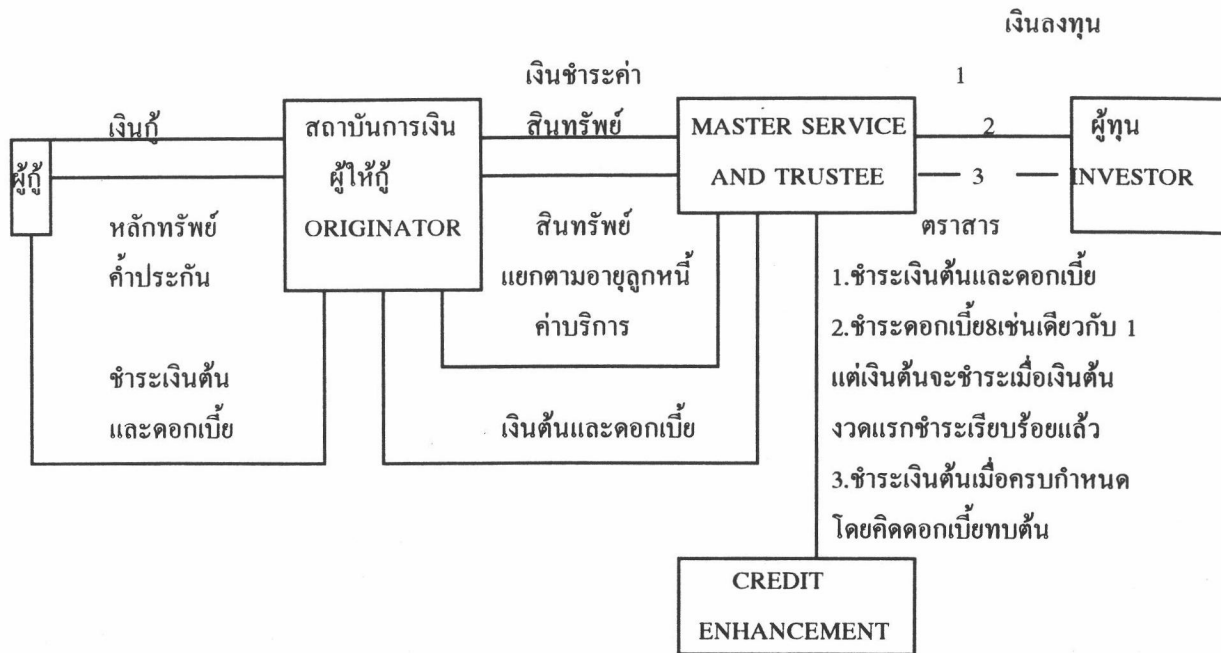 เงินลงทุน
เงินชำระค่า
1
เงินกู้
สถาบันการเงิน
สินทรัพย์
MASTER SERVICE
2
ผู้ทุน
ผู้กู้
ผู้ให้กู้
AND TRUSTEE
3
INVESTOR
หลักทรัพย์
ORIGINATOR
สินทรัพย์
ตราสาร
ค้ำประกัน
แยกตามอายุลูกหนี้
1.ชำระเงินต้นและดอกเบี้ย
ค่าบริการ
2.ชำระดอกเบี้ย8เช่นเดียวกับ 1
ชำระเงินต้น
แต่เงินต้นจะชำระเมื่อเงินต้น
และดอกเบี้ย
เงินต้นและดอกเบี้ย
งวดแรกชำระเรียบร้อยแล้ว
3.ชำระเงินต้นเมื่อครบกำหนด
โดยคิดดอกเบี้ยทบต้น
CREDIT
ENHANCEMENT